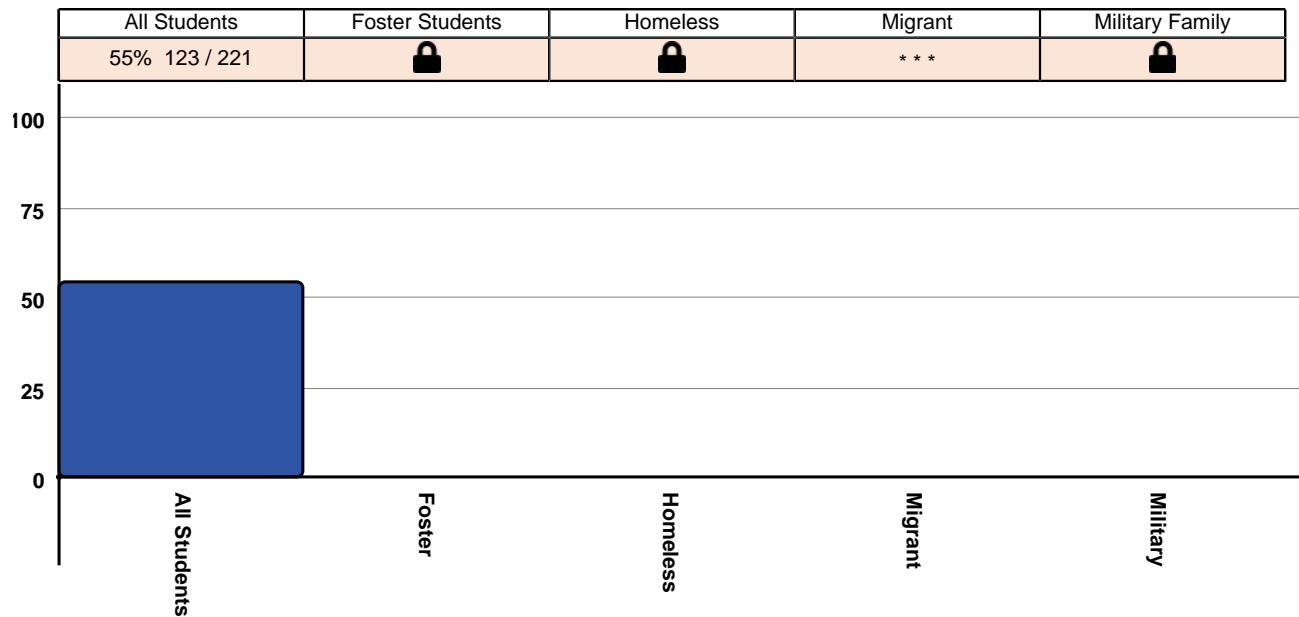 All Students Foster Students Homeless Migrant Military Family
55% 123 / 221 * * *
100
75
50
25
0
All Students Foster Homeless Migrant Military